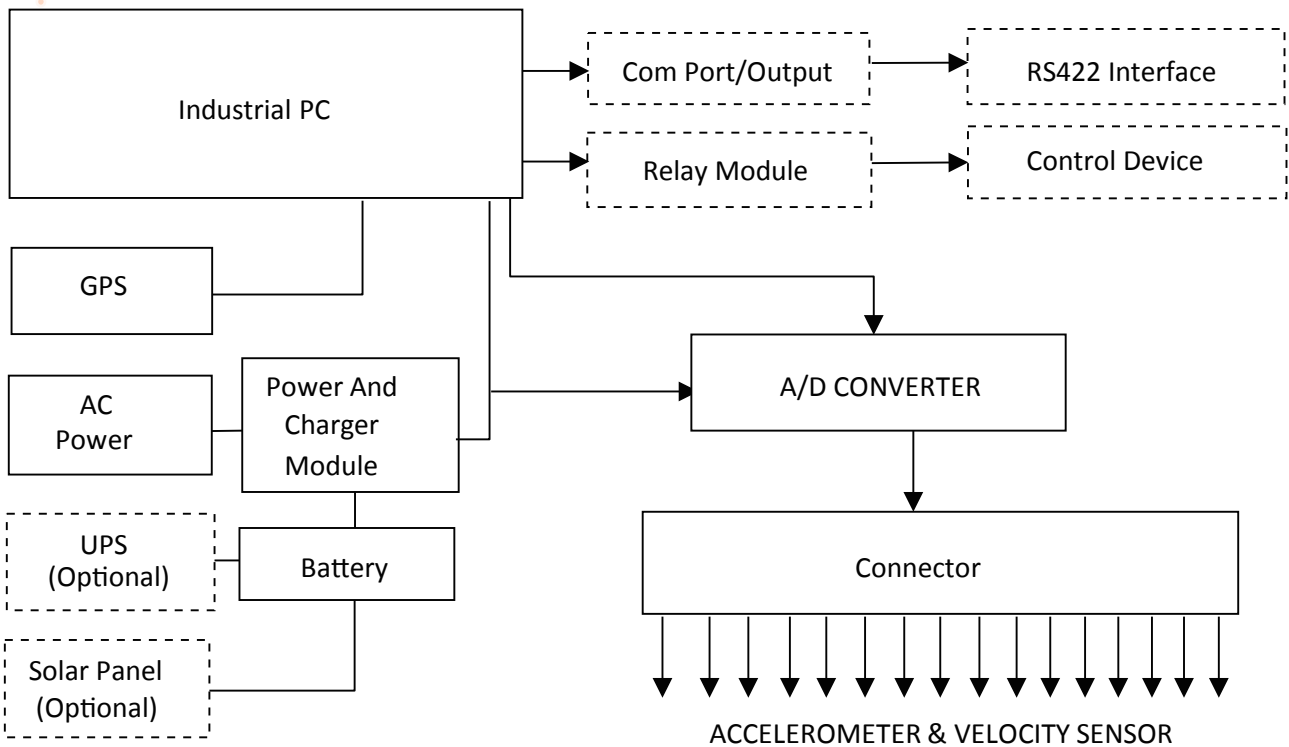 Industrial PC
Com Port/Output
RS422 Interface
Relay Module
Control Device
GPS
AC
Power
Power And
Charger
Module
A/D CONVERTER
UPS
(Optional)
Battery
Connector
Solar Panel
(Optional)
ACCELEROMETER & VELOCITY SENSOR